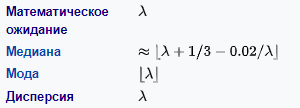 Математическое ожидание λ
Медиана ≈ ⌊λ + 1/3 − 0.02/λ⌋
Мода ⌊λ⌋
Дисперсия λ